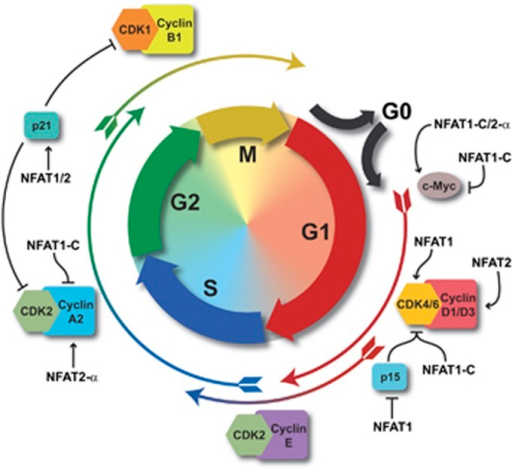 CDK1
Cyclin
B1
p21
NFAT1/2
NFAT1-C
CDK2
Cyclin
A2
NFAT2-α
M
G2
G1
S
G0
NFAT1-C/2-α
NFAT1-C
c-Myc
NFAT1
NFAT2
CDK4/6
Cyclin
D1/D3
p15
NFAT1-C
NFAT1
CDK2
Cyclin
E